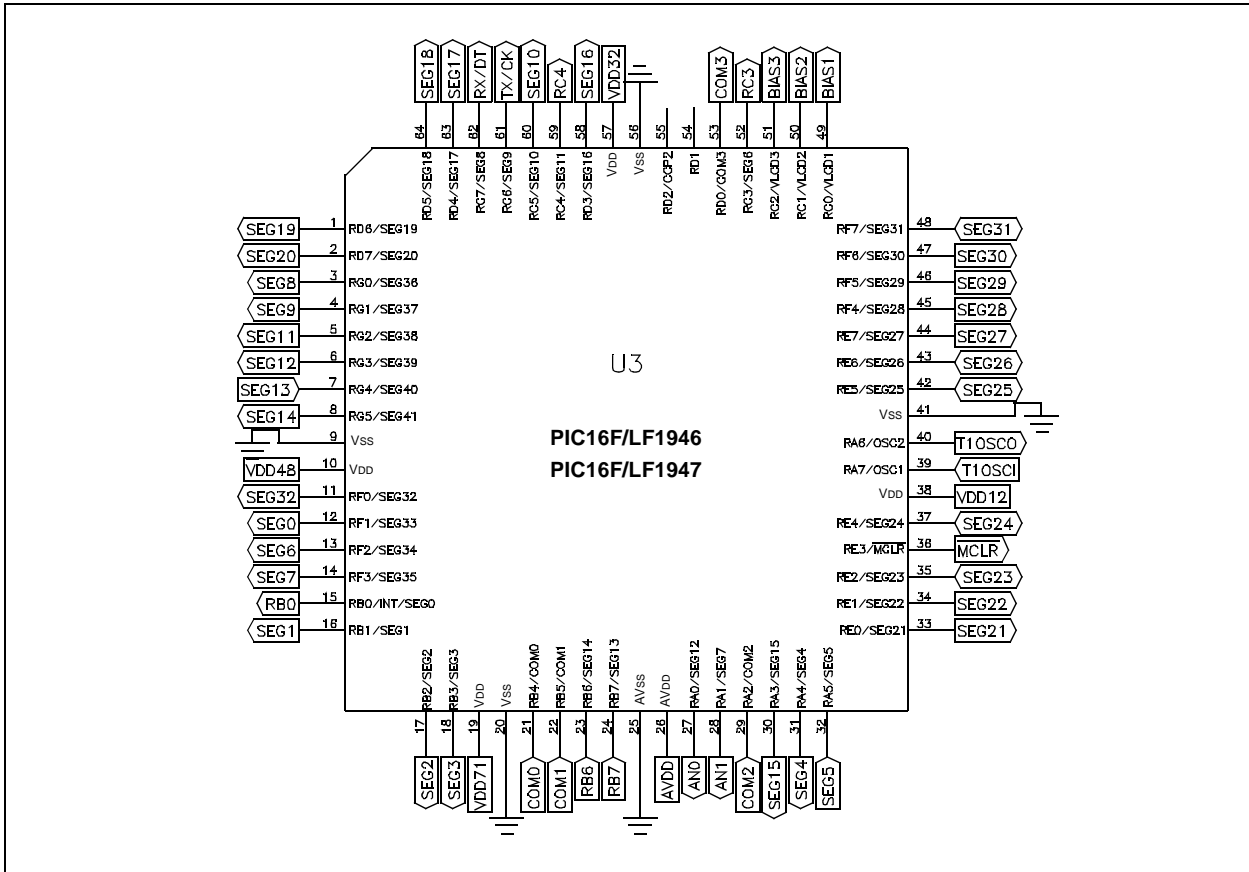 SEG18 SEG17 RX/DT TX/CK SEG10 RC4 SEG16 VDD32 COM3 RC3 BIAS3 BIAS2 BIAS1
64 63 62 61 60 59 58 57 56 55 54 53 52 51 50 49
RD5/SEG18 RD4/SEG17 RC7/SEG8 RC6/SEG9 RC5/SEG10 RC4/SEG11 RD3/SEG16 VDD VSS RD2/CCP2 RD1 RD0/COM3 RC3/SEG6 RG2/VLCD3 RC1/VLCD2 RG0/VLCD1
SEG19 1 RD6/SEG19 RF7/SEG31 48 SEG31
SEG20 2 RD7/SEG20 RF6/SEG30 47 SEG30
SEG8 3 RG0/SEG36 RF5/SEG29 46 SEG29
SEG9 4 RG1/SEG37 RF4/SEG28 45 SEG28
SEG11 5 RG2/SEG38 RE7/SEG27 44 SEG27
SEG12 6 RG3/SEG39 RE6/SEG26 43 SEG26
SEG13 7 RG4/SEG40 RE5/SEG25 42 SEG25
SEG14 8 RG5/SEG41 VSS 41
U3
9 VSS RA6/OSC2 40 T1OSCO
PIC16F/LF1946
VDD48 10 VDD RA7/OSC1 39 T1OSCI
PIC16F/LF1947
SEG32 11 RF0/SEG32 VDD 38 VDD12
SEG0 12 RF1/SEG33 RE4/SEG24 37 SEG24
SEG6 13 RF2/SEG34 RE3/MCLR 36 MCLR
SEG7 14 RF3/SEG35 RE2/SEG23 35 SEG23
RB0 15 RB0/INT/SEG0 RE1/SEG22 34 SEG22
SEG1 16 RB1/SEG1 RE0/SEG21 33 SEG21
RB2/SEG2 RB3/SEG3 VDD VSS RB4/COM0 RB5/COM1 RB6/SEG14 RB7/SEG13 AVSS AVDD RA0/SEG12 RA1/SEG7 RA2/COM2 RA3/SEG15 RA4/SEG4 RA5/SEG5
17 18 19 20 21 22 23 24 25 26 27 28 29 30 31 32
SEG2 SEG3 VDD71 COM0 COM1 RB6 RB7 AVDD AN0 AN1 COM2 SEG15 SEG4 SEG5